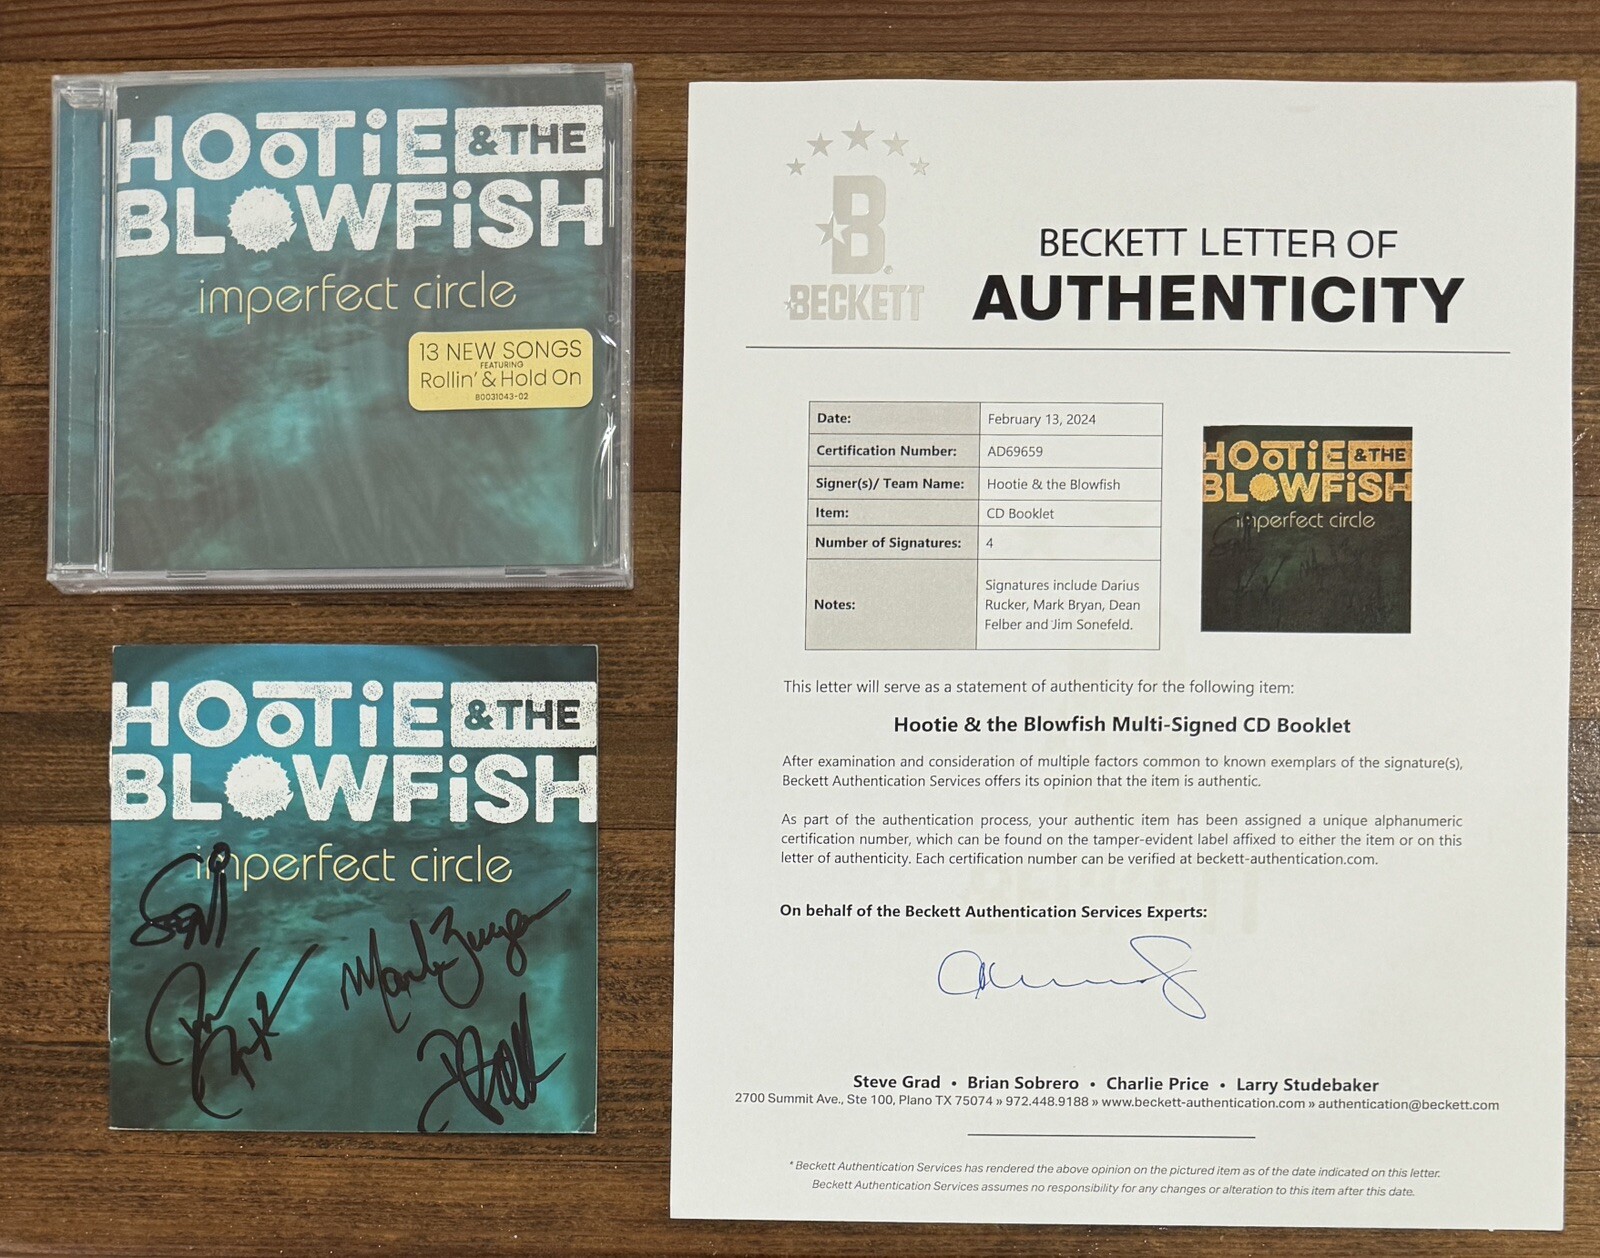 HOOTiE & THE
BLOWFiSH
imperfect circle
13 NEW SONGS
FEATURING
Rollin' & Hold On
B0031043-02
HOOTiE & THE
BLOWFiSH
imperfect circle
Mark Bryan
B
BECKETT
BECKETT LETTER OF
AUTHENTICITY
Date: February 13, 2024
Certification Number: AD69659
Signer(s)/ Team Name: Hootie & the Blowfish
Item: CD Booklet
Number of Signatures: 4
Notes: Signatures include Darius
Rucker, Mark Bryan, Dean
Felber and Jim Sonefeld.
HOOTiE & THE
BLOWFiSH
imperfect circle
This letter will serve as a statement of authenticity for the following item:
Hootie & the Blowfish Multi-Signed CD Booklet
After examination and consideration of multiple factors common to known exemplars of the signature(s),
Beckett Authentication Services offers its opinion that the item is authentic.
As part of the authentication process, your authentic item has been assigned a unique alphanumeric
certification number, which can be found on the tamper-evident label affixed to either the item or on this
letter of authenticity. Each certification number can be verified at beckett-authentication.com.
On behalf of the Beckett Authentication Services Experts:
Steve Grad • Brian Sobrero • Charlie Price • Larry Studebaker
2700 Summit Ave., Ste 100, Plano TX 75074 » 972.448.9188 » www.beckett-authentication.com » authentication@beckett.com
* Beckett Authentication Services has rendered the above opinion on the pictured item as of the date indicated on this letter.
Beckett Authentication Services assumes no responsibility for any changes or alteration to this item after this date.